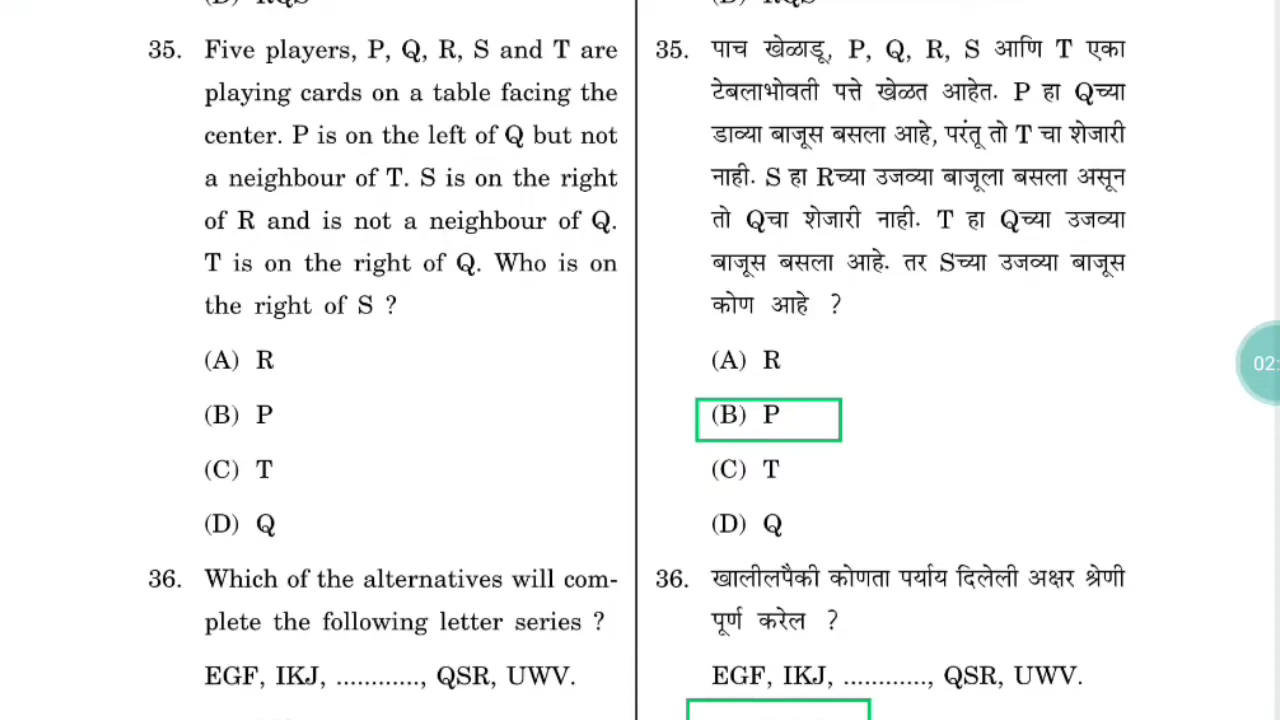 35. Five players, P, Q, R, S and T are
playing cards on a table facing the
center. P is on the left of Q but not
a neighbour of T. S is on the right
of R and is not a neighbour of Q.
T is on the right of Q. Who is on
the right of S ?
(A) R
(B) P
(C) T
(D) Q
36. Which of the alternatives will com-
plete the following letter series ?
EGF, IKJ, ............, QSR, UWV.
35. पाच खेळाडू, P, Q, R, S आणि T एका
टेबलाभोवती पत्ते खेळत आहेत. P हा Qच्या
डाव्या बाजूस बसला आहे, परंतू तो T चा शेजारी
नाही. S हा Rच्या उजव्या बाजूला बसला असून
तो Qचा शेजारी नाही. T हा Qच्या उजव्या
बाजूस बसला आहे. तर Sच्या उजव्या बाजूस
कोण आहे ?
(A) R
(B) P
(C) T
(D) Q
36. खालीलपैकी कोणता पर्याय दिलेली अक्षर श्रेणी
पूर्ण करेल ?
EGF, IKJ, ............, QSR, UWV.
02: